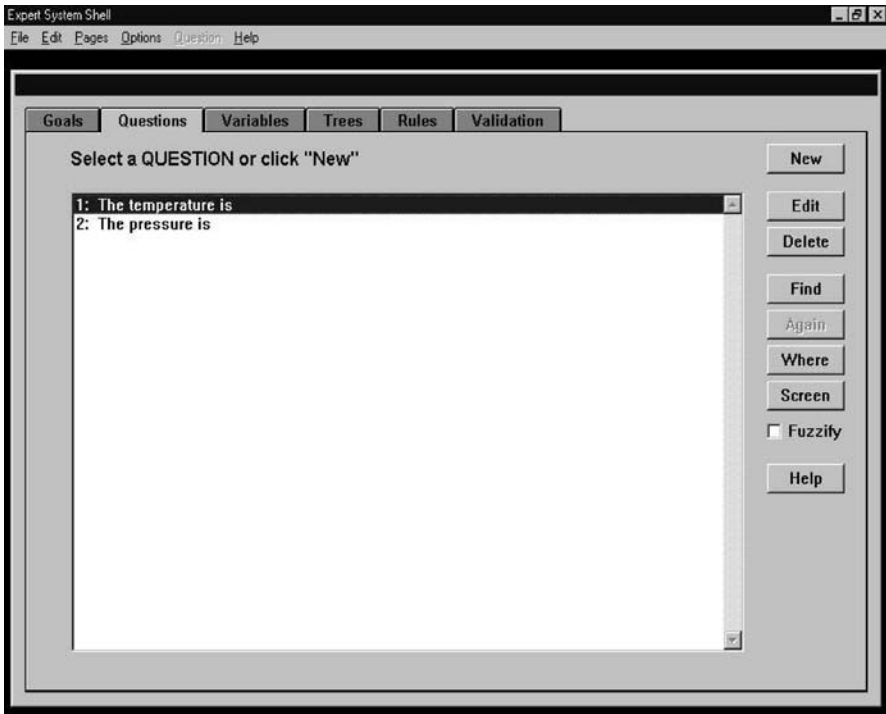 Expert System Shell
File Edit Pages Options Question Help
Goals Questions Variables Trees Rules Validation
Select a QUESTION or click "New"
1: The temperature is
2: The pressure is
New
Edit
Delete
Find
Again
Where
Screen
Fuzzify
Help